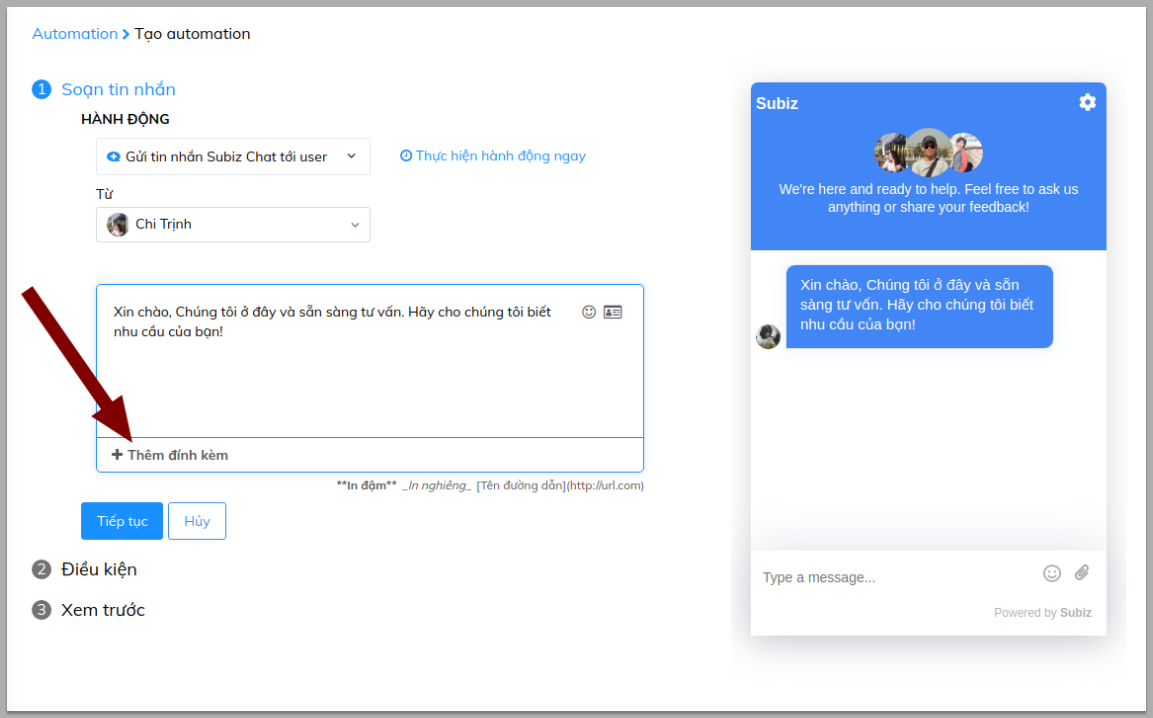 Automation > Tạo automation
1 Soạn tin nhắn
HÀNH ĐỘNG
Gửi tin nhắn Subiz Chat tới user
Thực hiện hành động ngay
Từ
Chi Trịnh
Xin chào, Chúng tôi ở đây và sẵn sàng tư vấn. Hãy cho chúng tôi biết
nhu cầu của bạn!
+ Thêm đính kèm
**In đậm** _In nghiêng_ [Tên đường dẫn](http://url.com)
Tiếp tục
Hủy
2 Điều kiện
3 Xem trước
Subiz
We're here and ready to help. Feel free to ask us
anything or share your feedback!
Xin chào, Chúng tôi ở đây và sẵn
sàng tư vấn. Hãy cho chúng tôi biết
nhu cầu của bạn!
Type a message...
Powered by Subiz